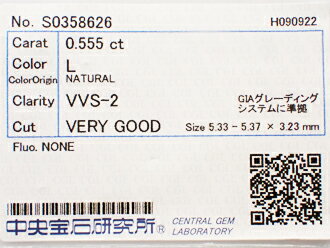 No. S0358626 H090922
Carat 0.555 ct
Color L
ColorOrigin NATURAL
Clarity VVS-2 GIAグレーディング
システムに準拠
Cut VERY GOOD Size 5.33 - 5.37 × 3.23 mm
Fluo. NONE
中央宝石研究所® CENTRAL GEM
LABORATORY